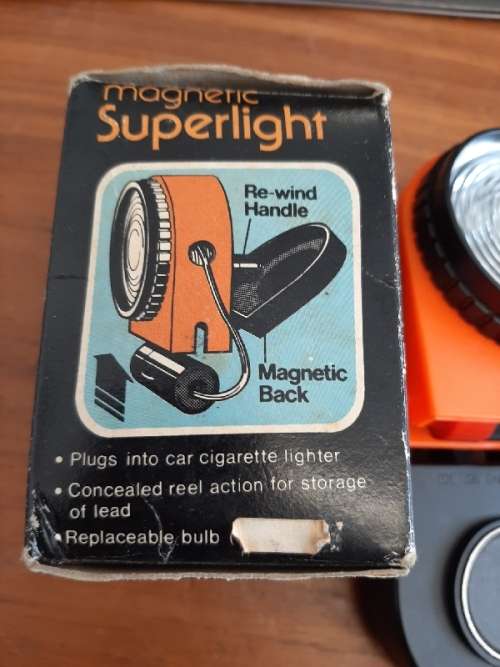 magnetic
Superlight
Re-wind
Handle
Magnetic
Back
• Plugs into car cigarette lighter
• Concealed reel action for storage
of lead
• Replaceable bulb